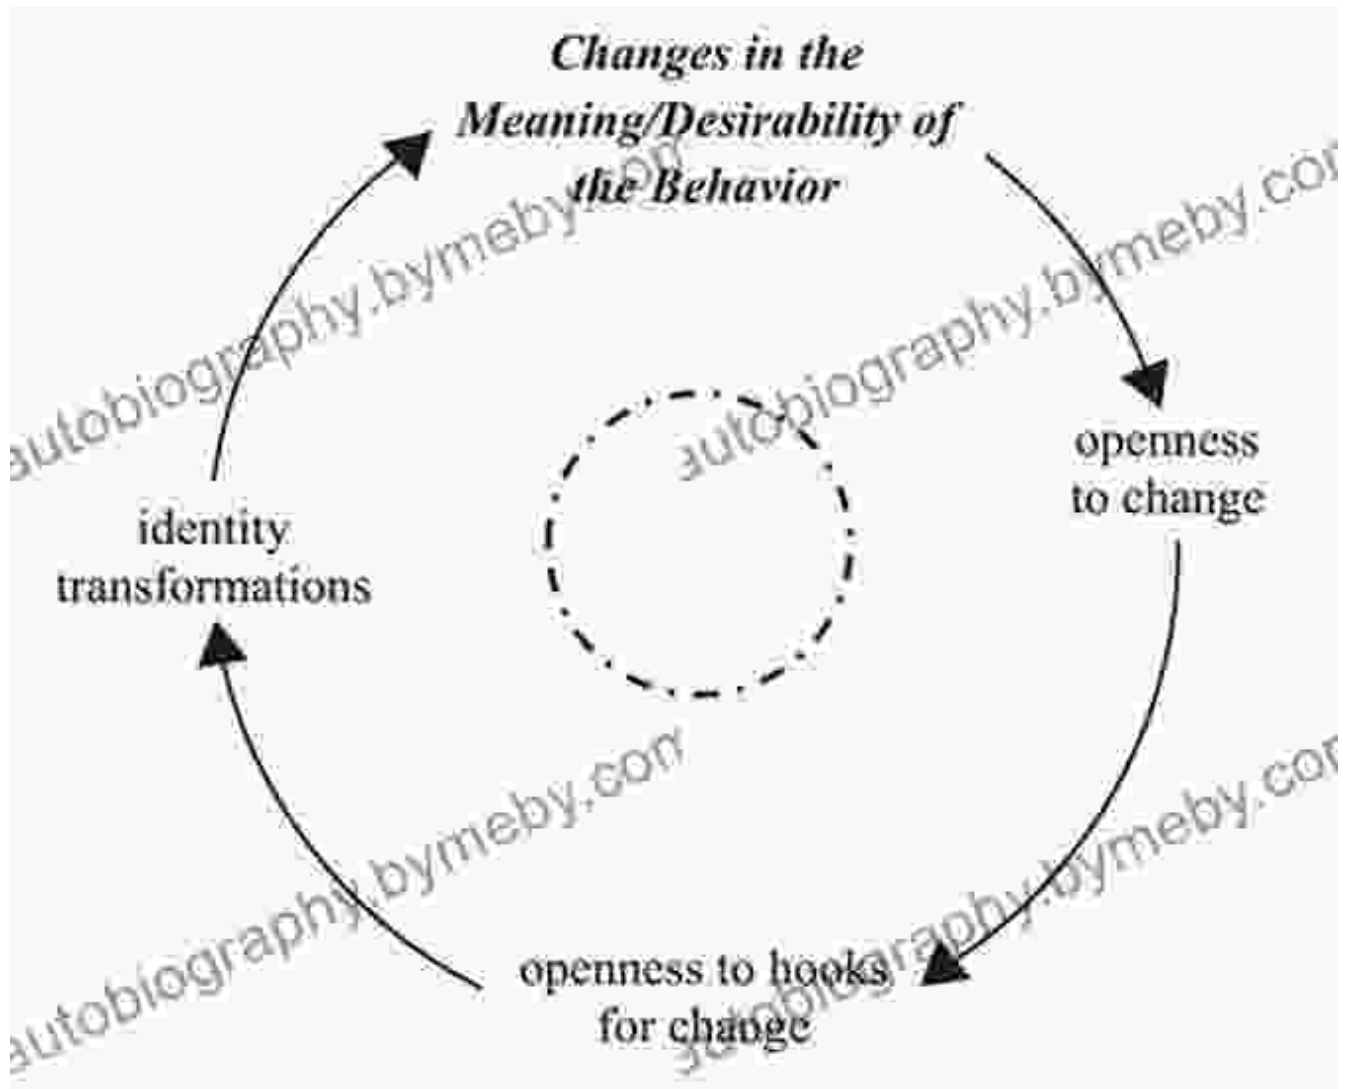 Changes in the
Meaning/Desirability of
the Behavior
openness
to change
identity
transformations
openness to hooks
for change
autobiography.bymeby.com
autobiography.bymeby.com
autobiography.bymeby.com
autobiography.bymeby.com